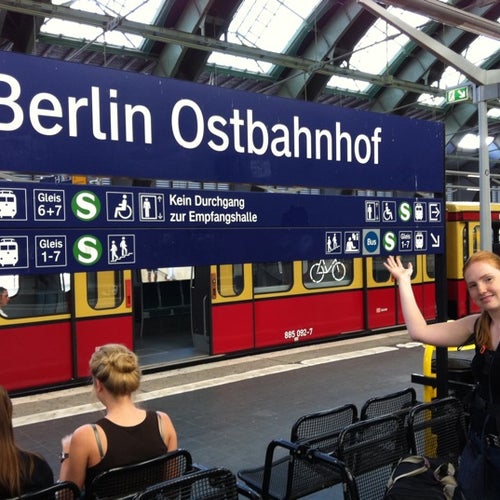 Berlin Ostbahnhof
Gleis
6+7
S
Kein Durchgang
zur Empfangshalle
S
Gleis
1-7
S
Bus
S
Gleis
1-7
885 092-7